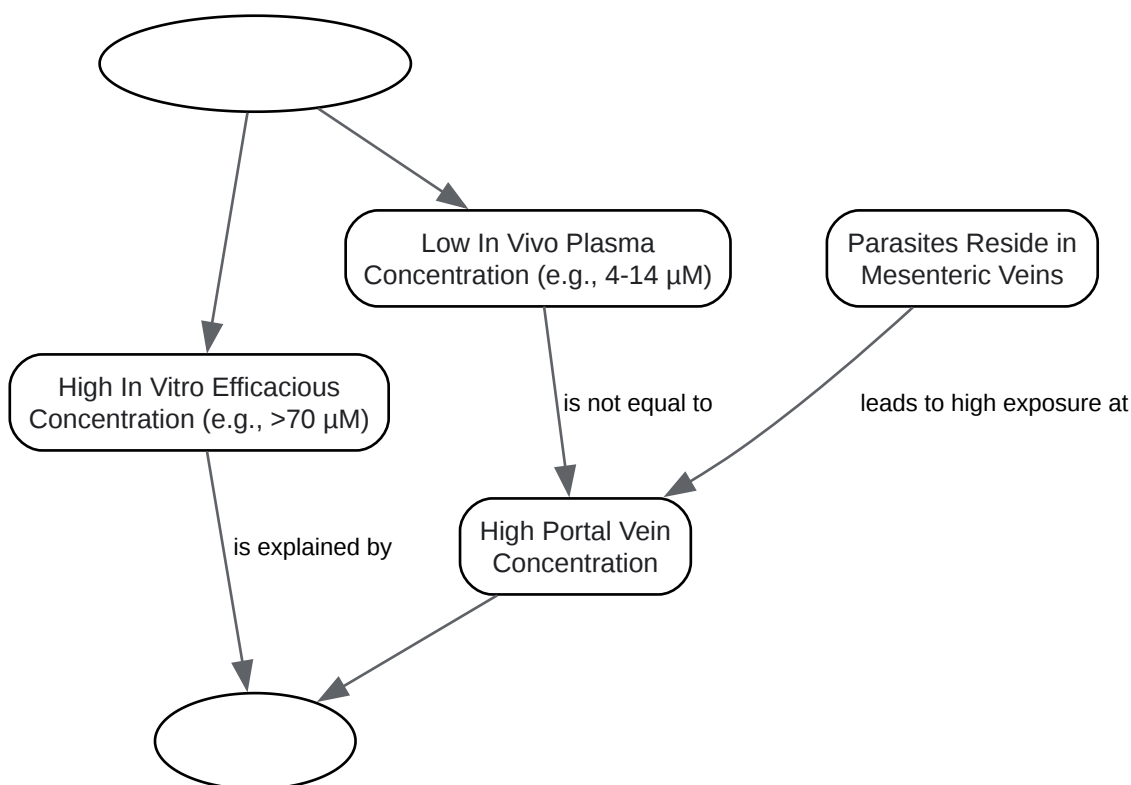 Low In Vivo Plasma
Concentration (e.g., 4-14 µM)
Parasites Reside in
Mesenteric Veins
High In Vitro Efficacious
Concentration (e.g., >70 µM)
is not equal to
leads to high exposure at
High Portal Vein
Concentration
is explained by